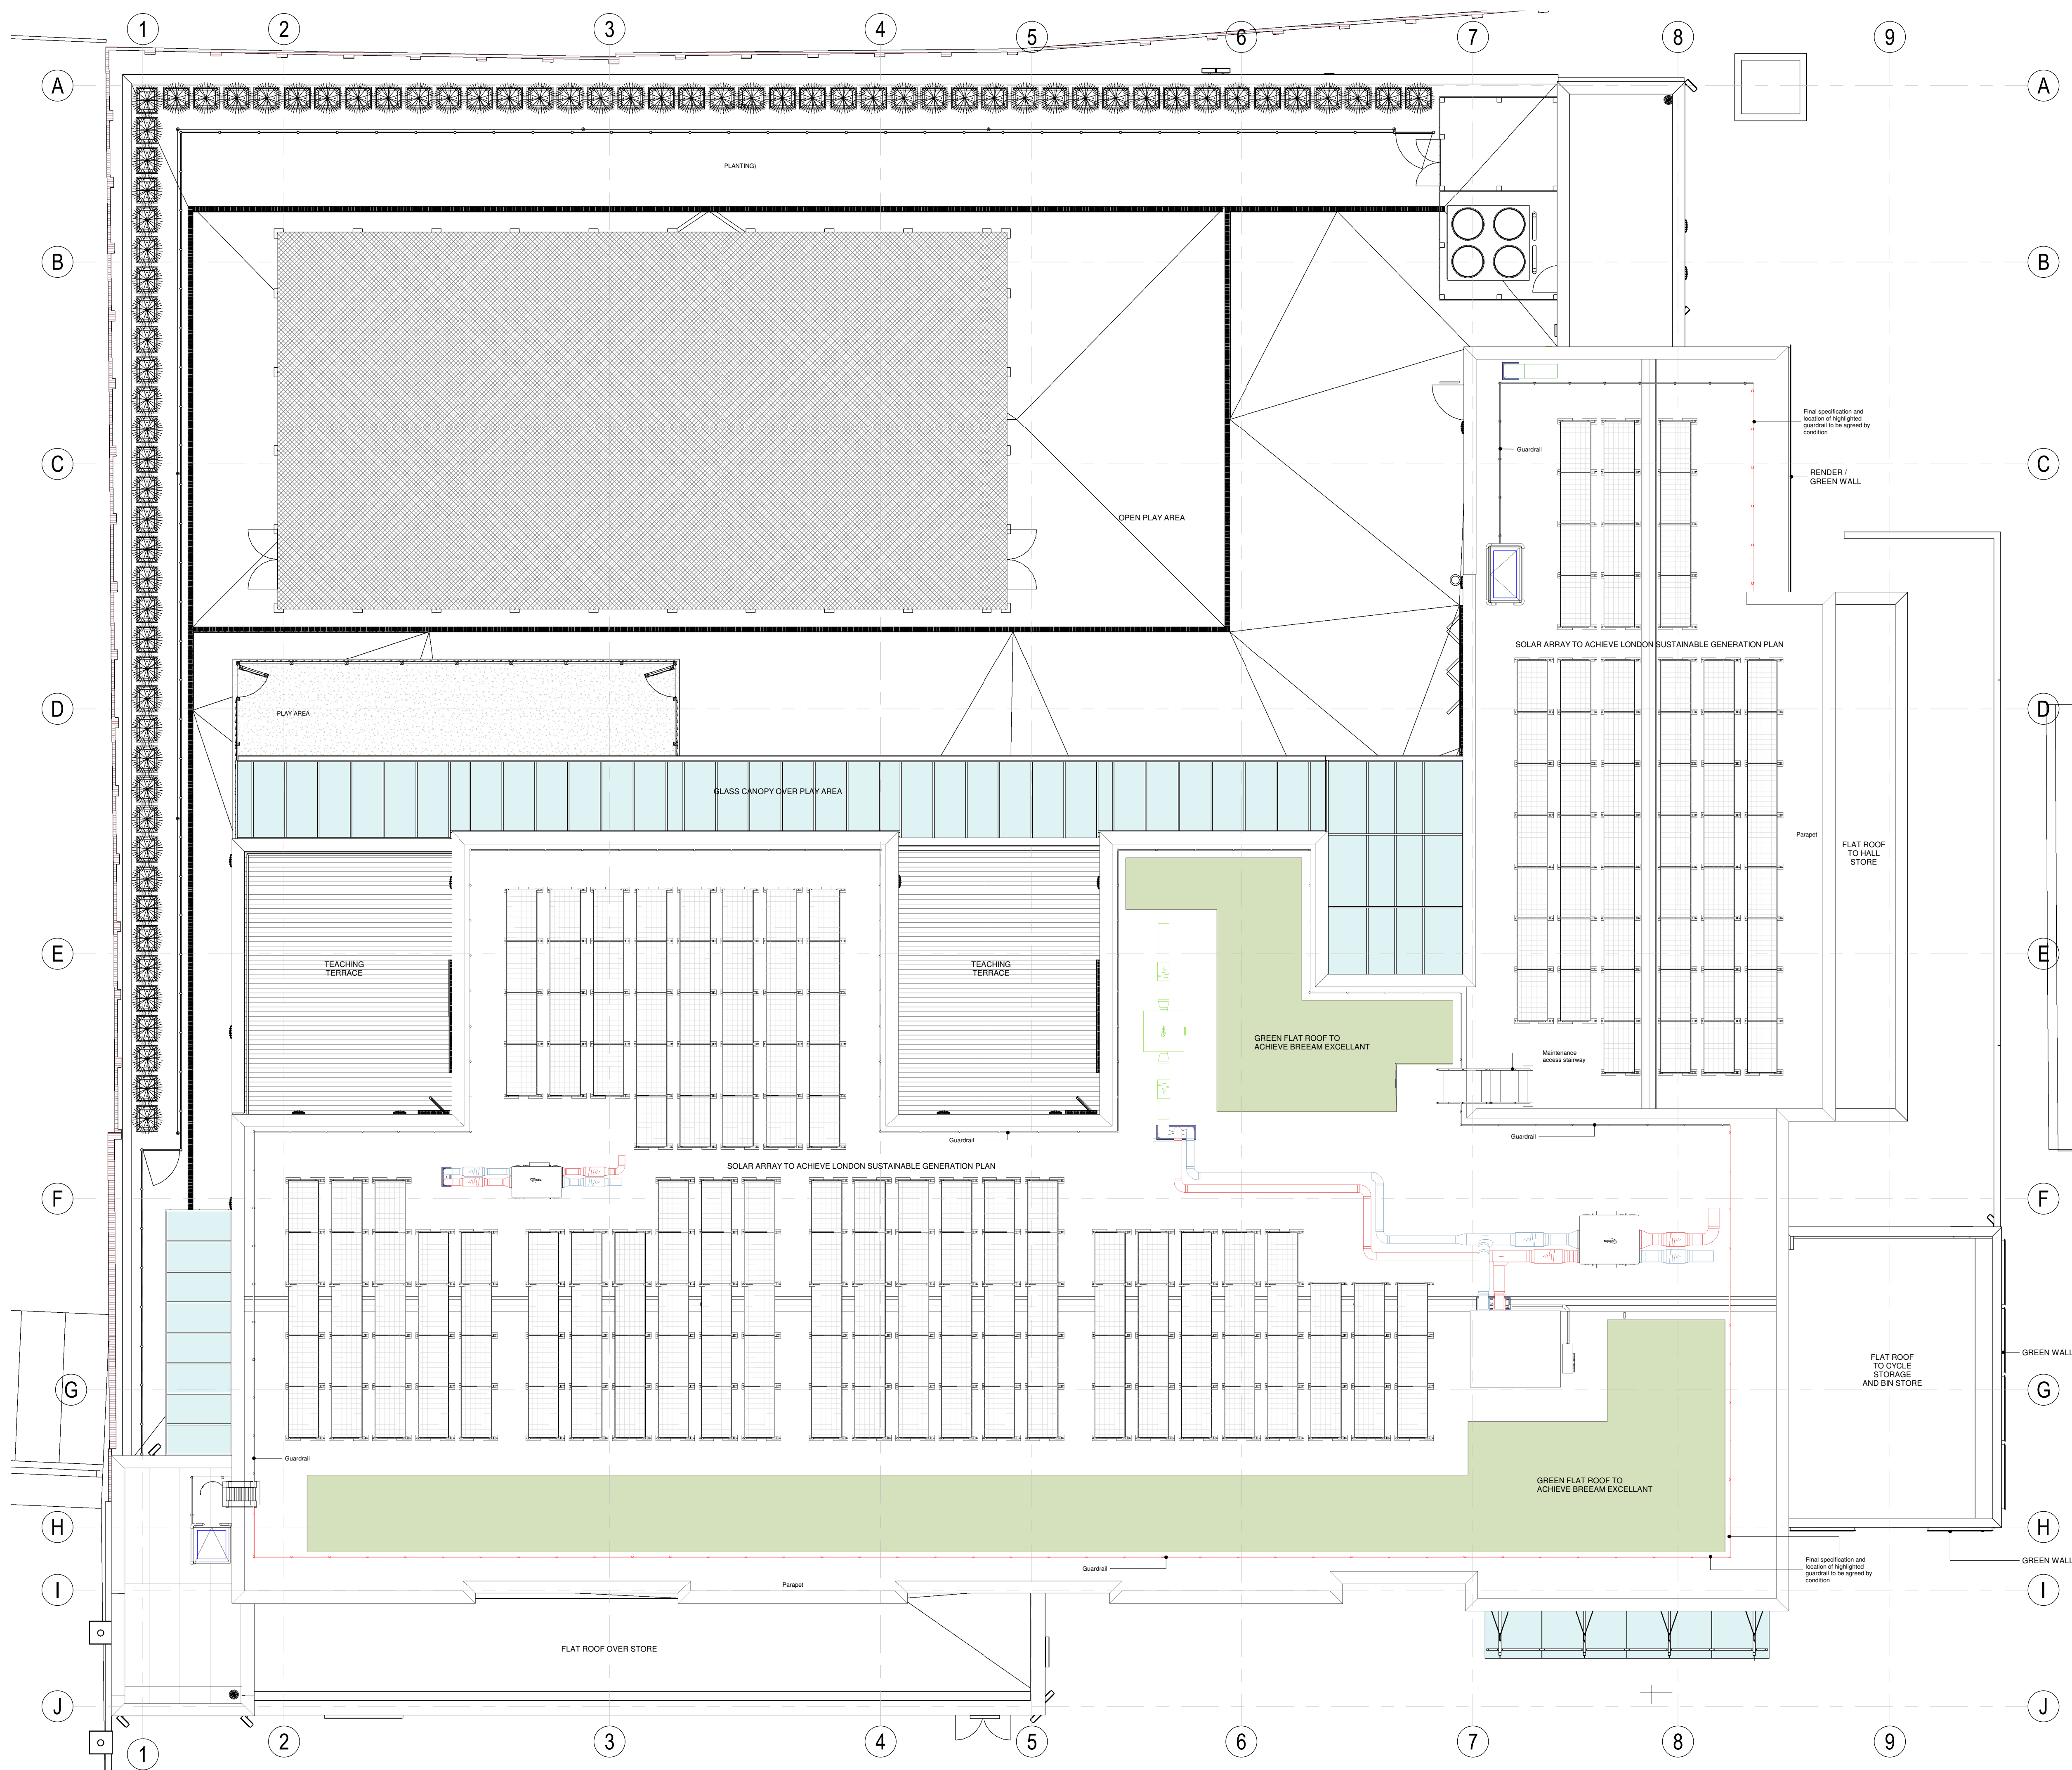 1 2 3 4 5 6 7 8 9
A A
PLANTING)
B B
Final specification and
location of highlighted
guardrail to be agreed by
condition
Guardrail
C C
RENDER /
GREEN WALL
OPEN PLAY AREA
SOLAR ARRAY TO ACHIEVE LONDON SUSTAINABLE GENERATION PLAN
D D
PLAY AREA
GLASS CANOPY OVER PLAY AREA
Parapet
FLAT ROOF
TO HALL
STORE
E E
TEACHING
TERRACE
TEACHING
TERRACE
GREEN FLAT ROOF TO
ACHIEVE BREEAM EXCELLANT
Maintenance
access stairway
Guardrail
Guardrail
SOLAR ARRAY TO ACHIEVE LONDON SUSTAINABLE GENERATION PLAN
F F
GREEN WALL
FLAT ROOF
TO CYCLE
STORAGE
AND BIN STORE
G G
Guardrail
GREEN FLAT ROOF TO
ACHIEVE BREEAM EXCELLANT
H H
GREEN WALL
Final specification and
location of highlighted
guardrail to be agreed by
condition
Guardrail
Parapet
I I
FLAT ROOF OVER STORE
J J
1 2 3 4 5 6 7 8 9